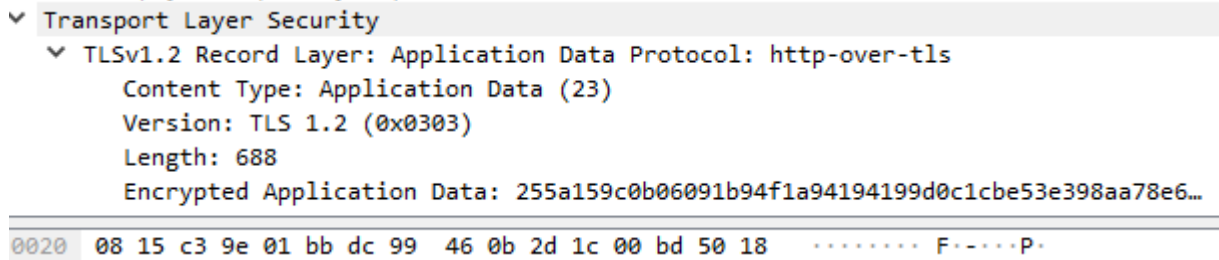 Transport Layer Security
TLSv1.2 Record Layer: Application Data Protocol: http-over-tls
Content Type: Application Data (23)
Version: TLS 1.2 (0x0303)
Length: 688
Encrypted Application Data: 255a159c0b06091b94f1a94194199d0c1cbe53e398aa78e6…
0020 08 15 c3 9e 01 bb dc 99 46 0b 2d 1c 00 bd 50 18 ········ F·-···P·